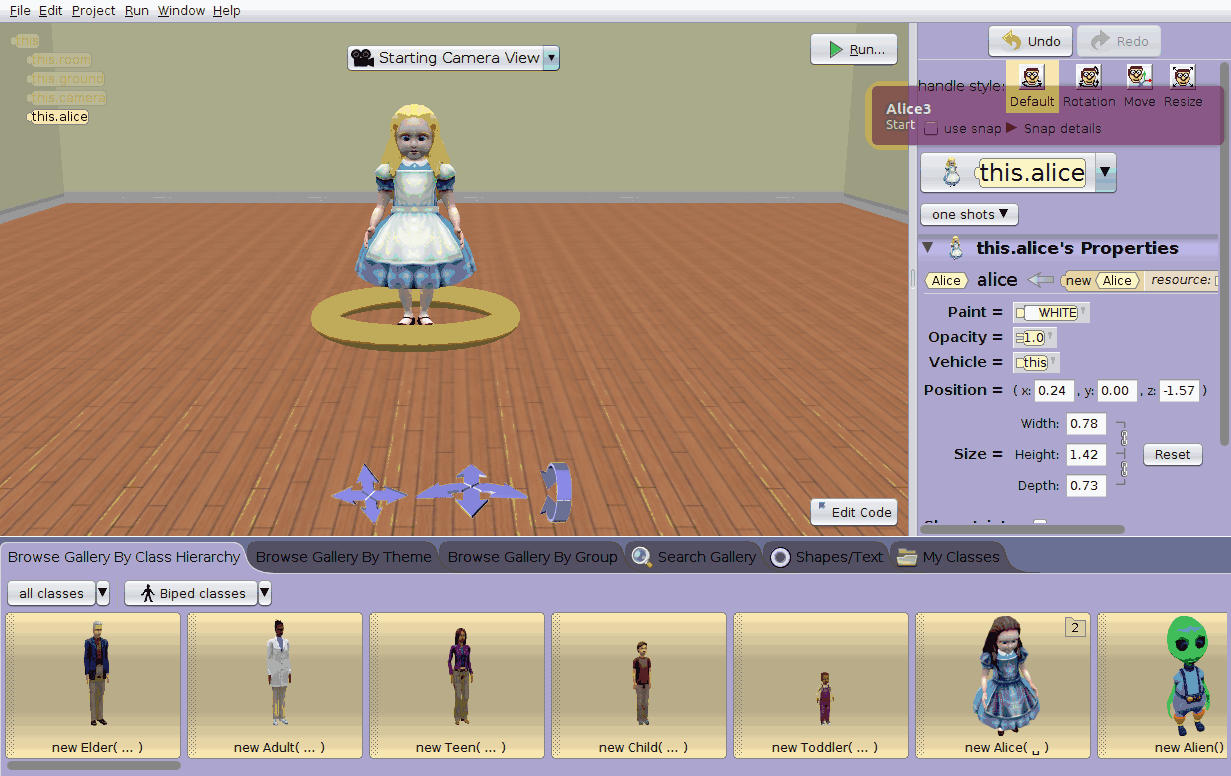 File Edit Project Run Window Help
this
this.room
this.ground
this.camera
this.alice
Starting Camera View
Run...
Undo
Redo
handle style:
Default
Rotation
Move
Resize
Alice3
Start
use snap
Snap details
this.alice
one shots
this.alice's Properties
Alice alice new Alice resource:
Paint = WHITE
Opacity = 1.0
Vehicle = this
Position = ( x: 0.24 , y: 0.00 , z: -1.57 )
Width: 0.78
Size = Height: 1.42 Reset
Depth: 0.73
Edit Code
Browse Gallery By Class Hierarchy
Browse Gallery By Theme
Browse Gallery By Group
Search Gallery
Shapes/Text
My Classes
all classes
Biped classes
2
new Elder( ... )
new Adult( ... )
new Teen( ... )
new Child( ... )
new Toddler( ... )
new Alice( ␣ )
new Alien()